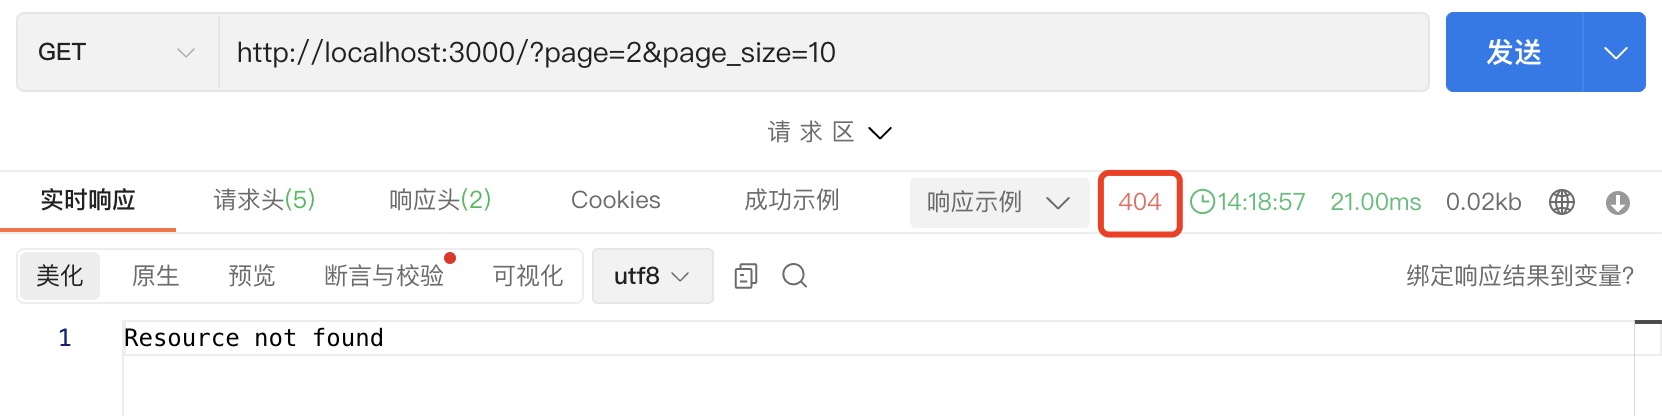 GET http://localhost:3000/?page=2&page_size=10 发送
请求区
实时响应 请求头(5) 响应头(2) Cookies 成功示例 响应示例 404 14:18:57 21.00ms 0.02kb
美化 原生 预览 断言与校验 可视化 utf8 绑定响应结果到变量?
1 Resource not found